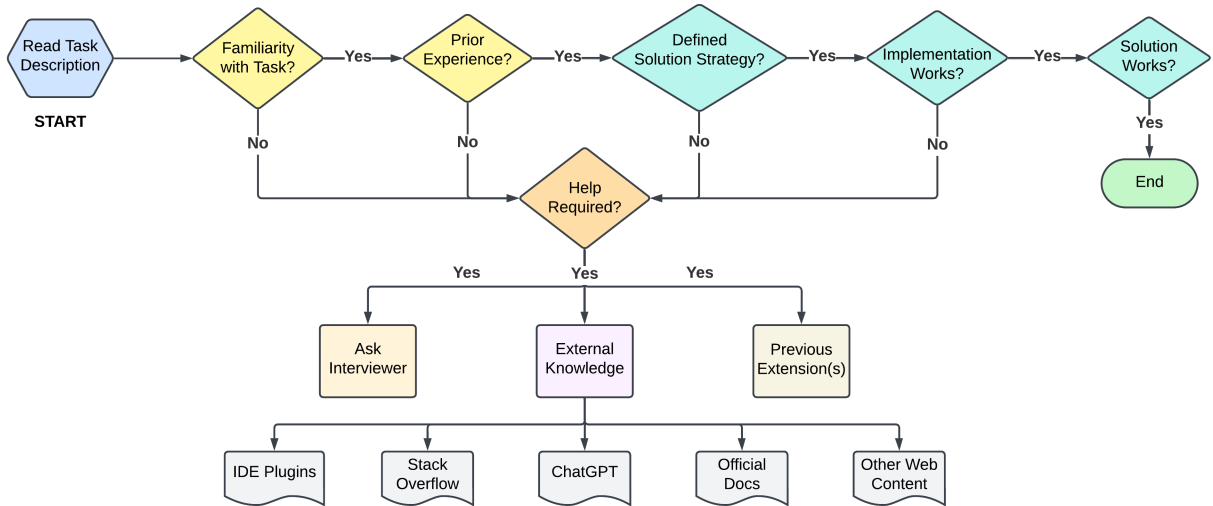 Read Task
Description
START
Familiarity
with Task?
Yes
Prior
Experience?
Yes
Defined
Solution Strategy?
Yes
Implementation
Works?
Yes
Solution
Works?
Yes
End
No
No
No
No
Help
Required?
Yes
Yes
Yes
Ask
Interviewer
External
Knowledge
Previous
Extension(s)
IDE Plugins
Stack
Overflow
ChatGPT
Official
Docs
Other Web
Content